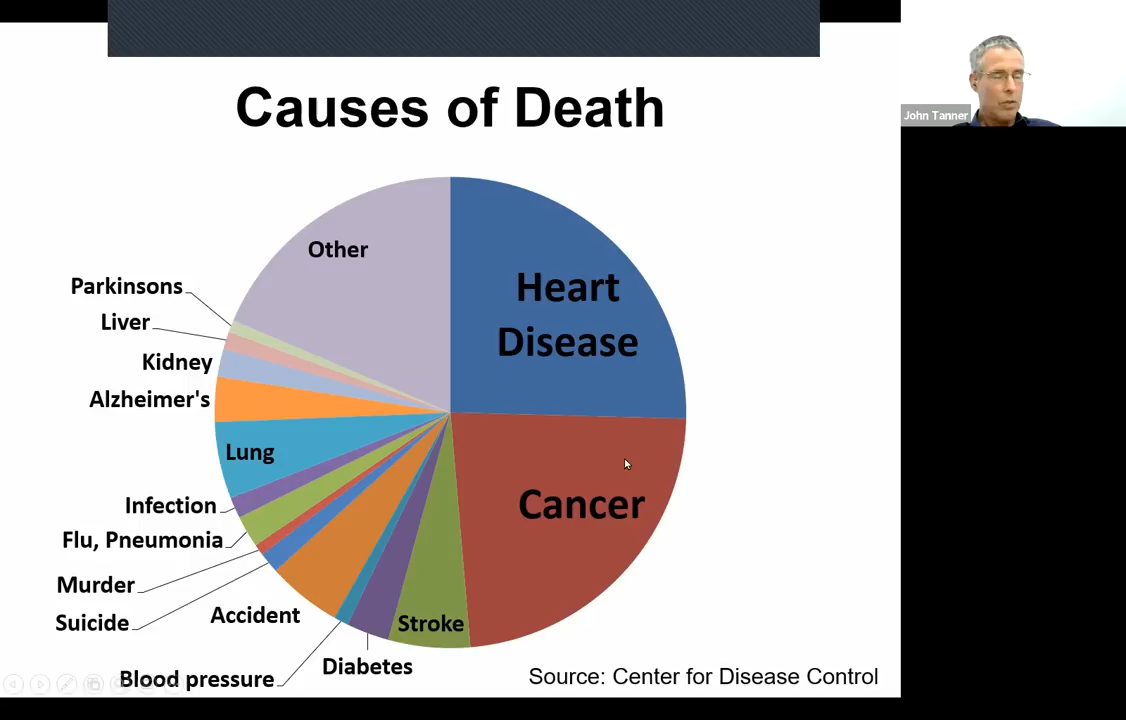 Causes of Death
John Tanner
Other
Heart
Disease
Parkinsons
Liver
Kidney
Alzheimer's
Lung
Cancer
Infection
Flu, Pneumonia
Murder
Suicide
Accident
Stroke
Blood pressure
Diabetes
Source: Center for Disease Control